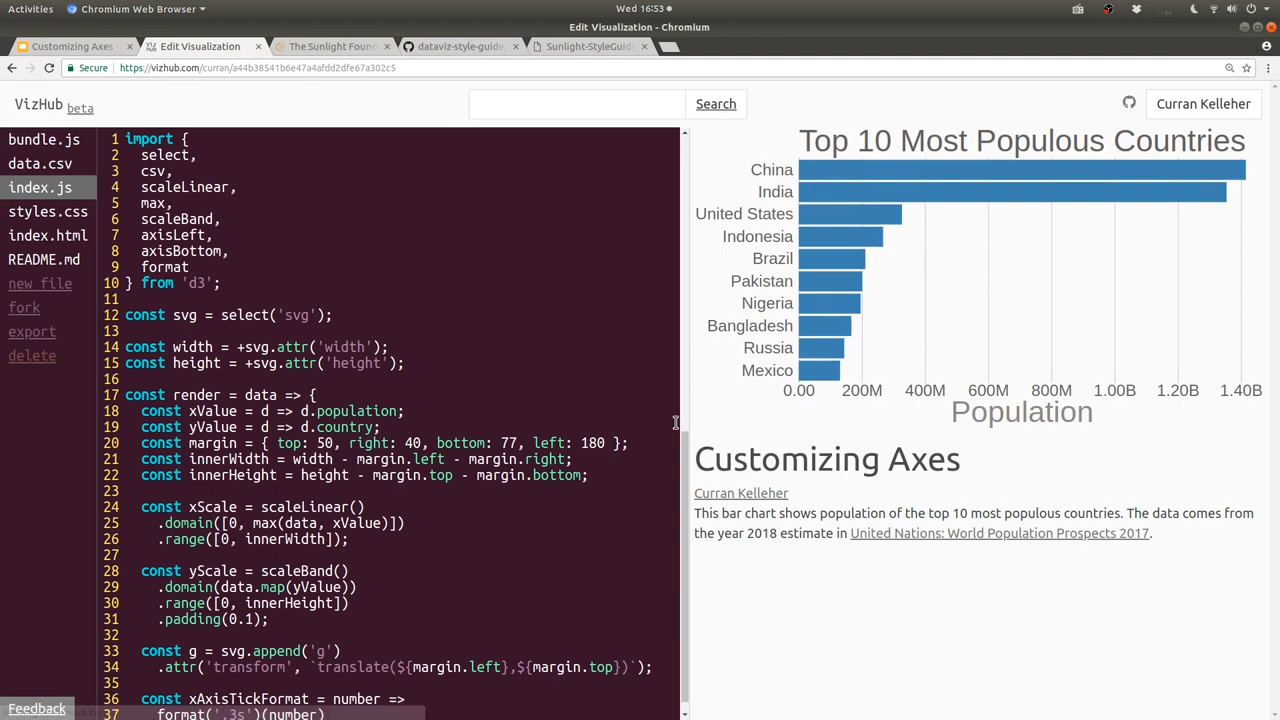 Activities
Chromium Web Browser
Wed 16:53
Edit Visualization - Chromium
Customizing Axes -
Edit Visualization
The Sunlight Found
dataviz-style-guide
Sunlight-StyleGuide
Secure
https://vizhub.com/curran/a44b38541b6e47a4afdd2dfe67a302c5
VizHub beta
Search
Curran Kelleher
bundle.js
data.csv
index.js
styles.css
index.html
README.md
new file
fork
export
delete
Feedback
1 import {
2 select,
3 csv,
4 scaleLinear,
5 max,
6 scaleBand,
7 axisLeft,
8 axisBottom,
9 format
10 } from 'd3';
11
12 const svg = select('svg');
13
14 const width = +svg.attr('width');
15 const height = +svg.attr('height');
16
17 const render = data => {
18 const xValue = d => d.population;
19 const yValue = d => d.country;
20 const margin = { top: 50, right: 40, bottom: 77, left: 180 };
21 const innerWidth = width - margin.left - margin.right;
22 const innerHeight = height - margin.top - margin.bottom;
23
24 const xScale = scaleLinear()
25 .domain([0, max(data, xValue)])
26 .range([0, innerWidth]);
27
28 const yScale = scaleBand()
29 .domain(data.map(yValue))
30 .range([0, innerHeight])
31 .padding(0.1);
32
33 const g = svg.append('g')
34 .attr('transform', `translate(${margin.left},${margin.top})`);
35
36 const xAxisTickFormat = number =>
37 format('.3s')(number)
Top 10 Most Populous Countries
China
India
United States
Indonesia
Brazil
Pakistan
Nigeria
Bangladesh
Russia
Mexico
0.00 200M 400M 600M 800M 1.00B 1.20B 1.40B
Population
Customizing Axes
Curran Kelleher
This bar chart shows population of the top 10 most populous countries. The data comes from
the year 2018 estimate in United Nations: World Population Prospects 2017.